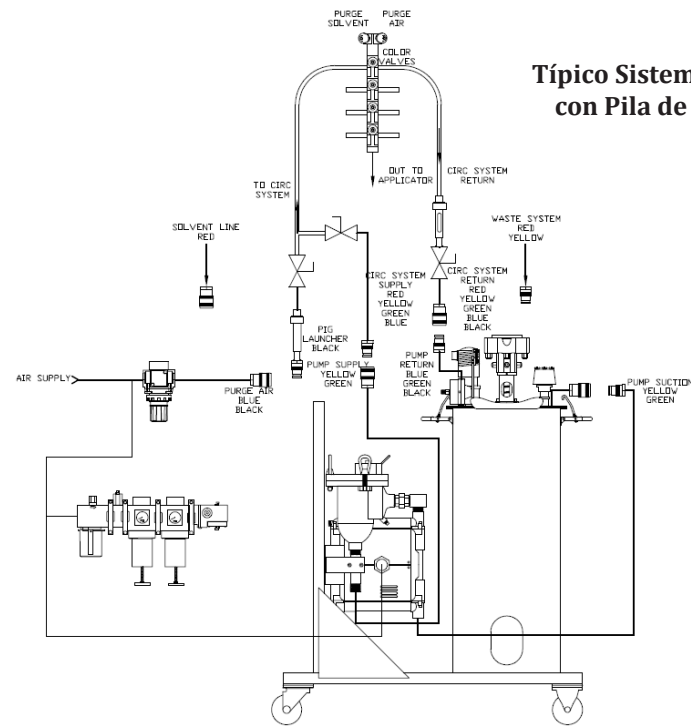 PURGE
SOLVENT
PURGE
AIR
COLOR
VALVES
Típico Sistem
con Pila de
OUT TO
APPLICATOR
CIRC SYSTEM
RETURN
TO CIRC
SYSTEM
SOLVENT LINE
RED
WASTE SYSTEM
RED
YELLOW
CIRC SYSTEM
SUPPLY
RED
YELLOW
GREEN
BLUE
CIRC SYSTEM
RETURN
RED
YELLOW
GREEN
BLUE
BLACK
PIG
LAUNCHER
BLACK
PUMP SUPPLY
YELLOW
GREEN
PUMP
RETURN
BLUE
GREEN
BLACK
AIR SUPPLY
PURGE AIR
BLUE
BLACK
PUMP SUCTION
YELLOW
GREEN